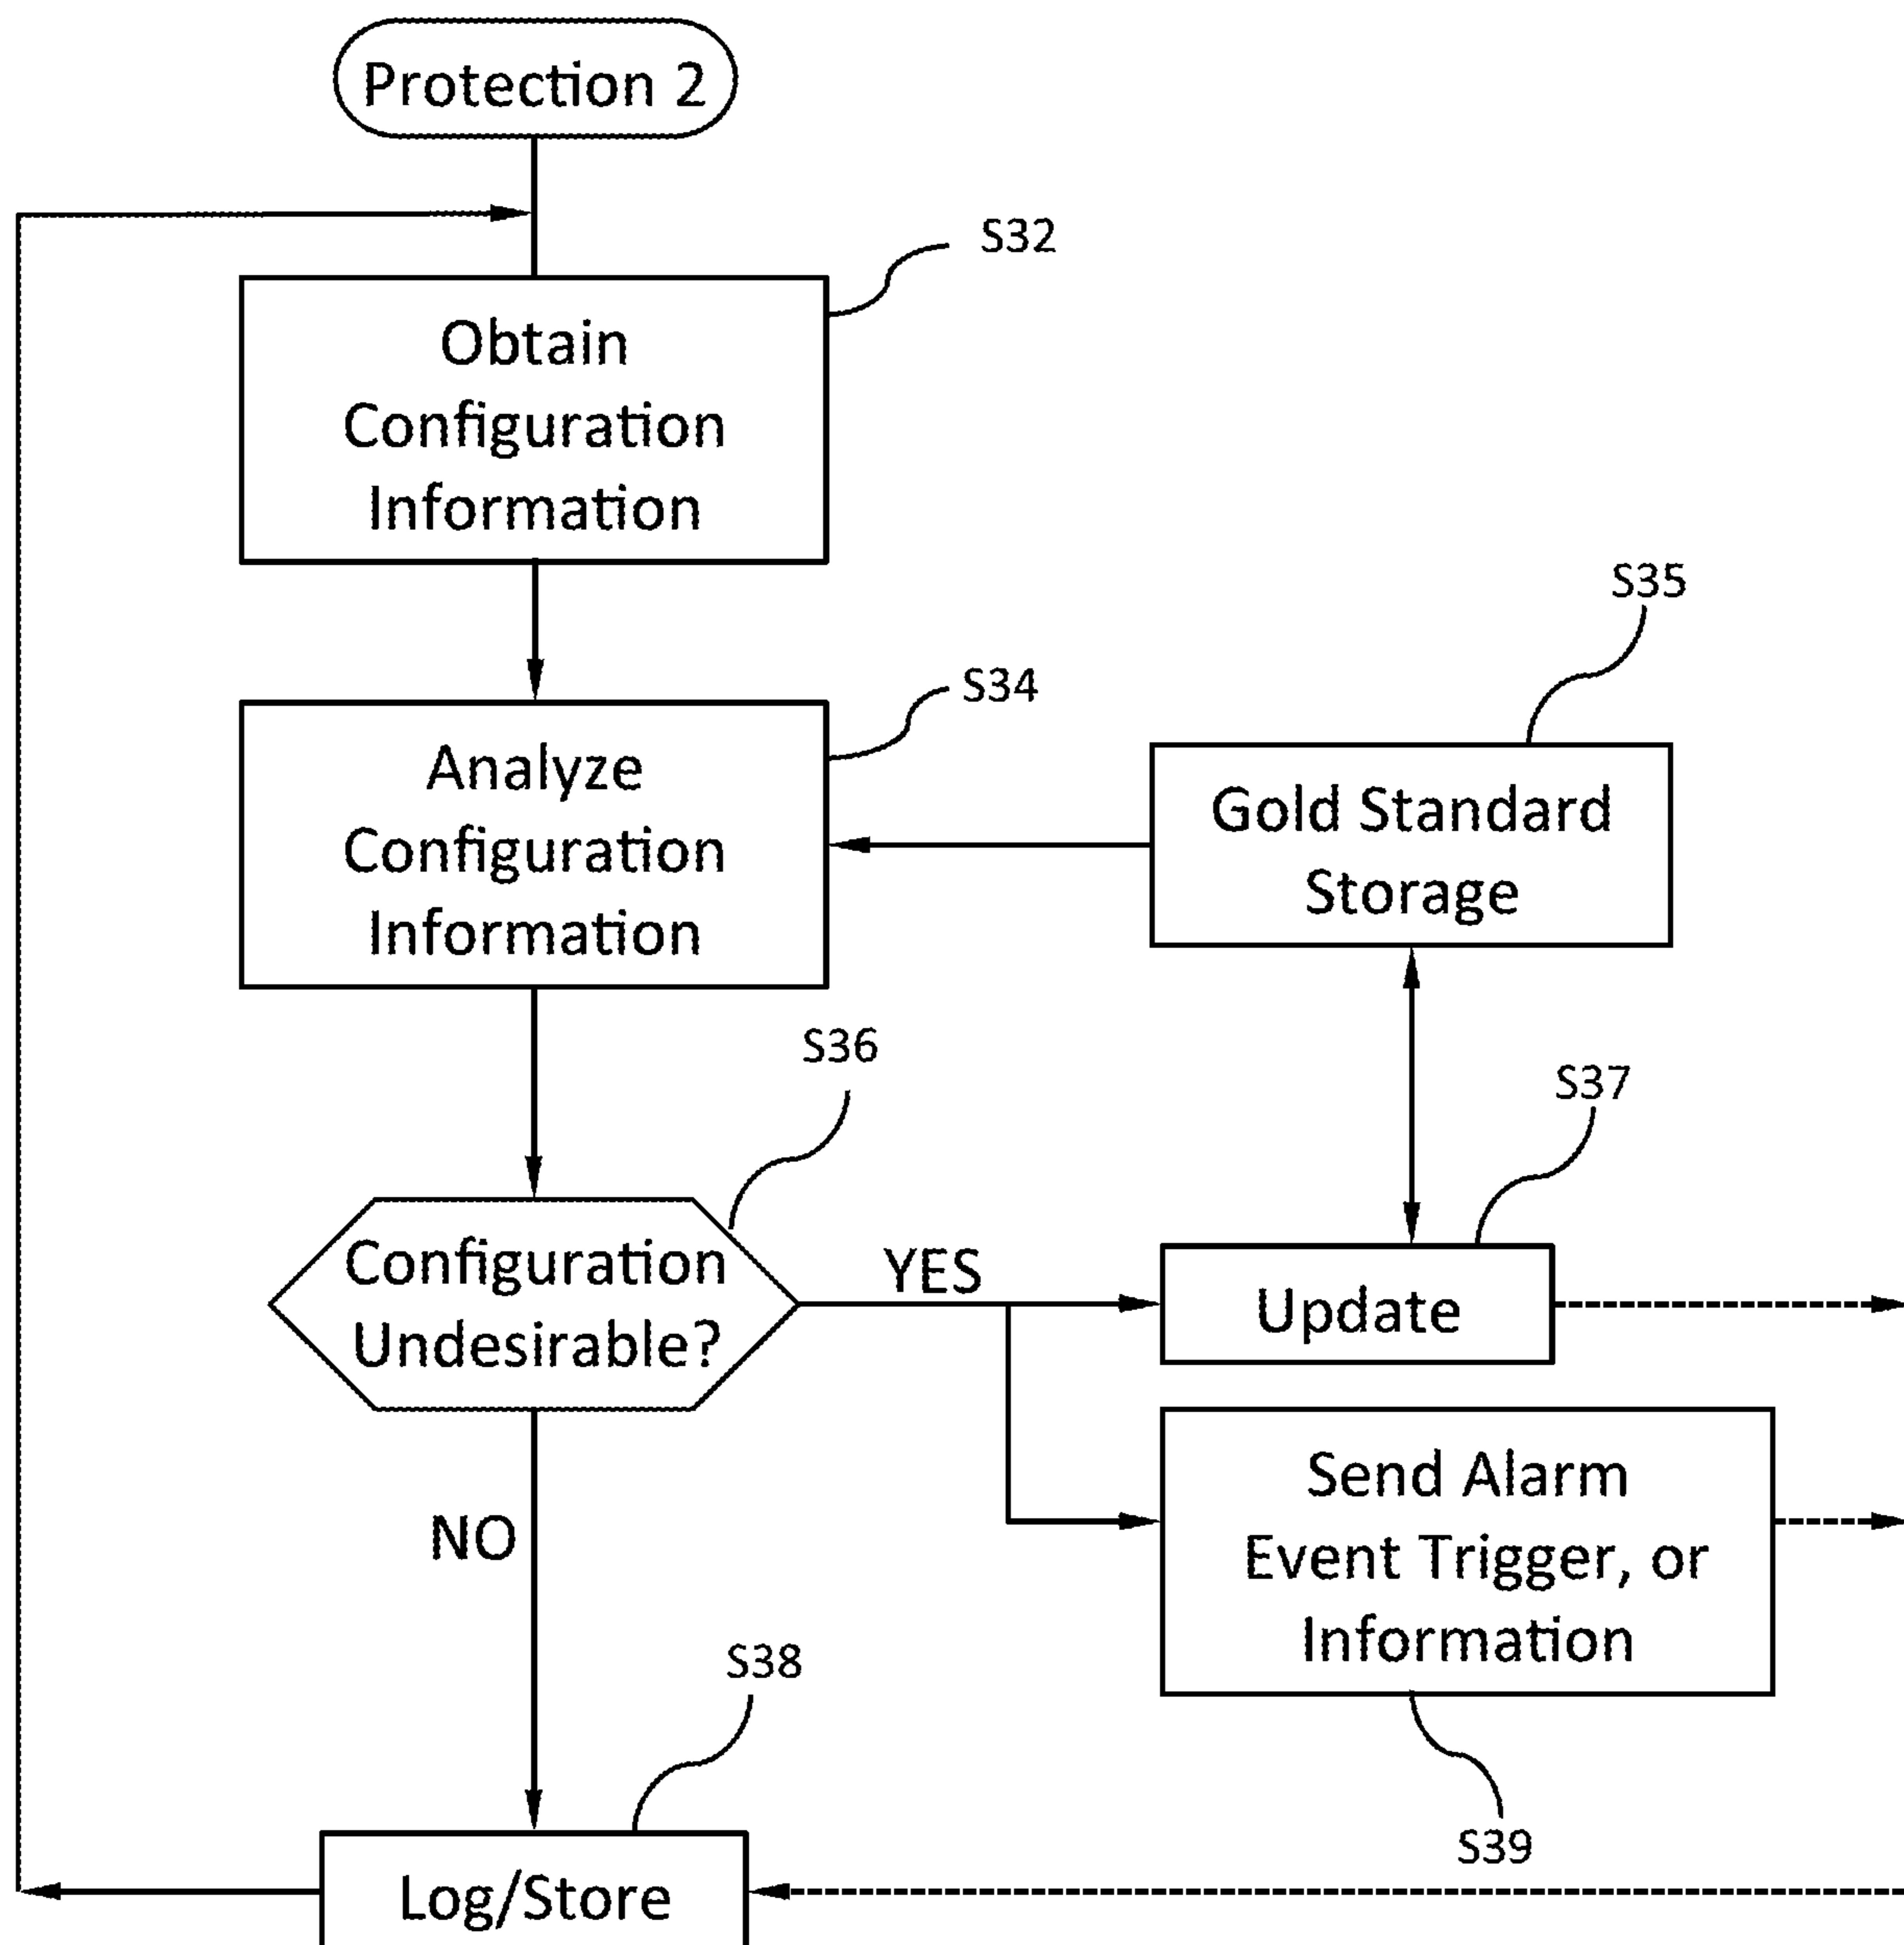 Protection 2
S32
Obtain
Configuration
Information
S35
S34
Analyze
Configuration
Information
Gold Standard
Storage
S36
S37
Configuration
Undesirable?
YES
Update
Send Alarm
Event Trigger, or
Information
NO
S38
S39
Log/Store